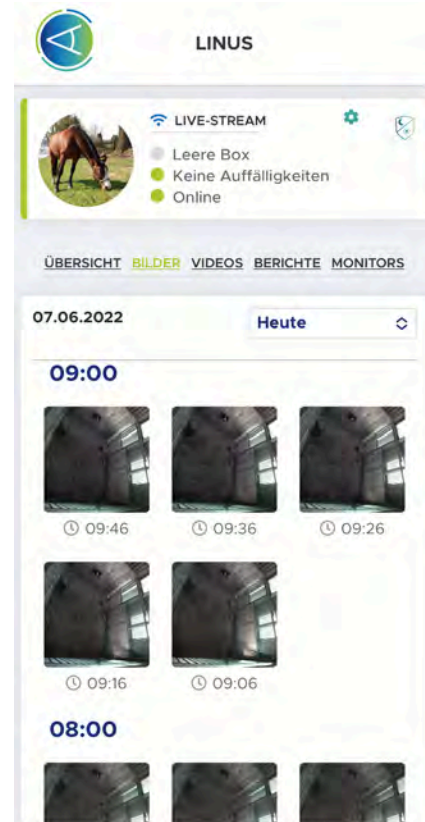 LINUS
LIVE-STREAM
Leere Box
Keine Auffälligkeiten
Online
ÜBERSICHT BILDER VIDEOS BERICHTE MONITORS
07.06.2022 Heute
09:00
09:46 09:36 09:26
09:16 09:06
08:00